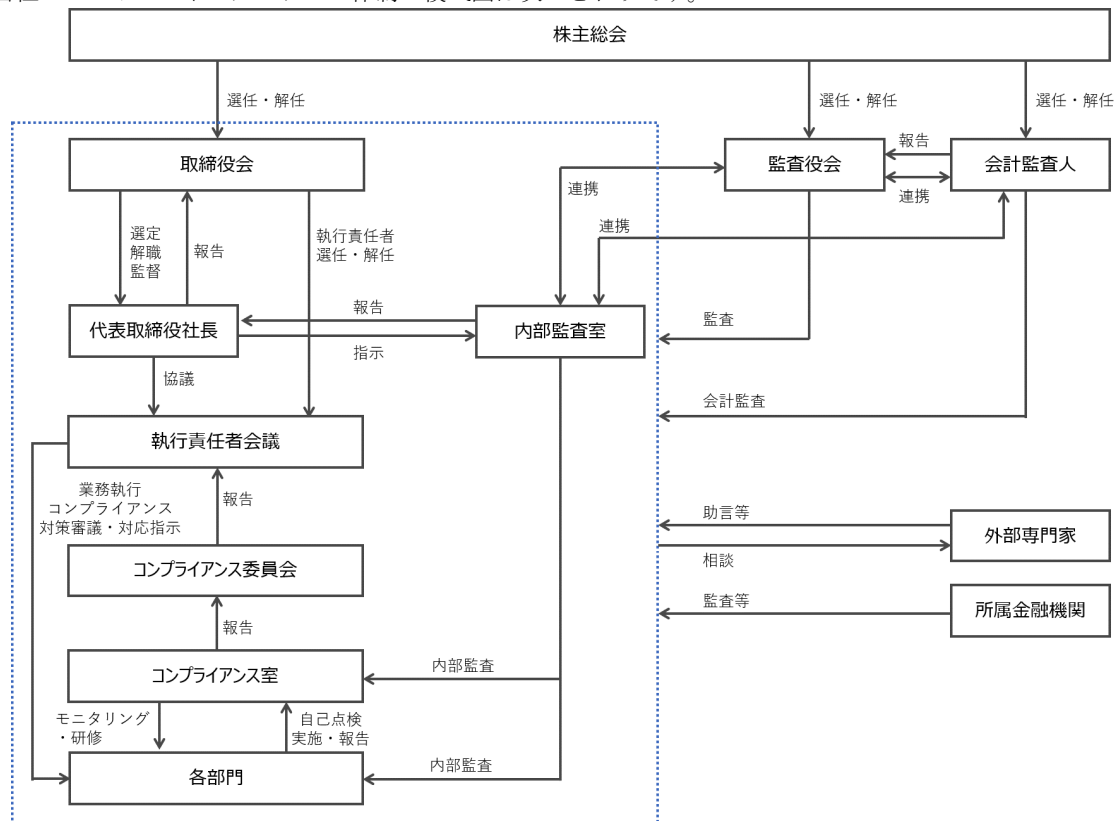 株主総会
選任・解任
選任・解任
選任・解任
取締役会
監査役会
報告
会計監査人
連携
連携
連携
選定
解職
監督
報告
執行責任者
選任・解任
代表取締役社長
報告
指示
内部監査室
監査
協議
会計監査
執行責任者会議
業務執行
コンプライアンス
対策審議・対応指示
報告
助言等
外部専門家
相談
コンプライアンス委員会
監査等
所属金融機関
報告
コンプライアンス室
内部監査
モニタリング
・研修
自己点検
実施・報告
各部門
内部監査